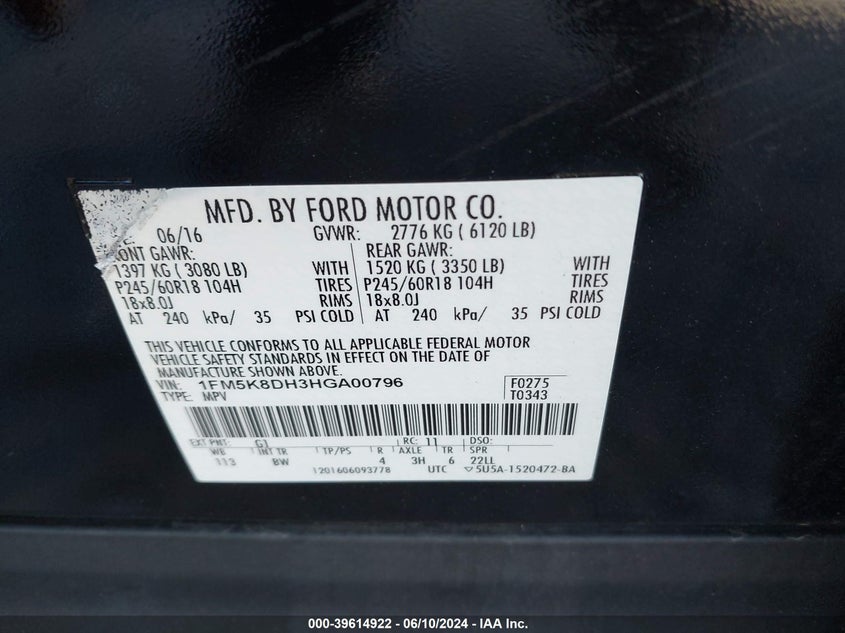 MFD. BY FORD MOTOR CO.
06/16 GVWR: 2776 KG ( 6120 LB)
ONT GAWR: REAR GAWR:
1397 KG ( 3080 LB) WITH 1520 KG ( 3350 LB) WITH
P245/60R18 104H TIRES P245/60R18 104H TIRES
18x8.0J RIMS 18x8.0J RIMS
AT 240 kPa/ 35 PSI COLD AT 240 kPa/ 35 PSI COLD
THIS VEHICLE CONFORMS TO ALL APPLICABLE FEDERAL MOTOR
VEHICLE SAFETY STANDARDS IN EFFECT ON THE DATE OF
MANUFACTURE SHOWN ABOVE.
VIN: 1FM5K8DH3HGA00796 F0275
TYPE: MPV T0343
EXT PNT: G1 RC: 11 DSO:
WB INT TR TP/PS R AXLE TR SPR
113 BW 4 3H 6 22LL
1201606093778 UTC ▽5U5A-1520472-BA
000-39614922 - 06/10/2024 - IAA Inc.